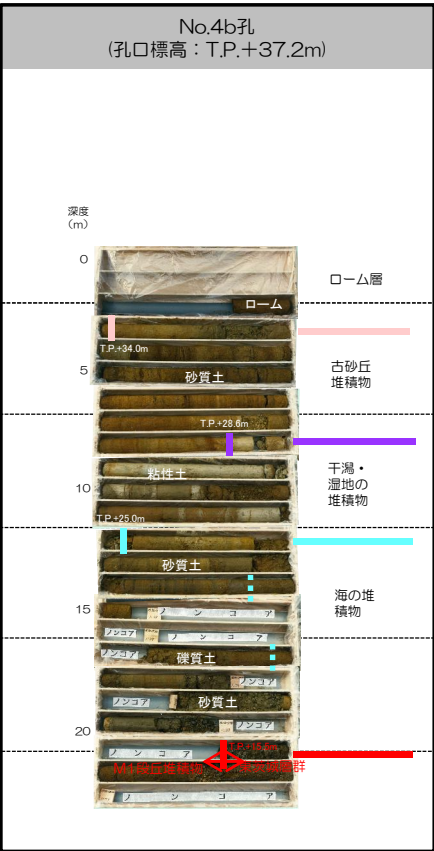 No.4b孔
(孔口標高：T.P.＋37.2m)
深度
(m)
0
ローム層
ローム
T.P.+34.0m
5
砂質土
古砂丘
堆積物
T.P.+28.6m
粘性土
10
干潟・
湿地の
堆積物
T.P.+25.0m
砂質土
海の堆
積物
15
ノンコア
ノンコア
ノンコア
ノンコア
礫質土
ノンコア
ノンコア
砂質土
ノンコア
20
ノンコア
ノンコア